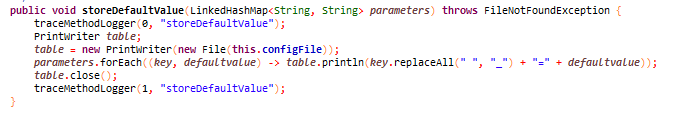 public void storeDefaultValue(LinkedHashMap<String, String> parameters) throws FileNotFoundException {
traceMethodLogger(0, "storeDefaultValue");
PrintWriter table;
table = new PrintWriter(new File(this.configFile));
parameters.forEach((key, defaultvalue) -> table.println(key.replaceAll(" ", "_") + "=" + defaultvalue));
table.close();
traceMethodLogger(1, "storeDefaultValue");
}